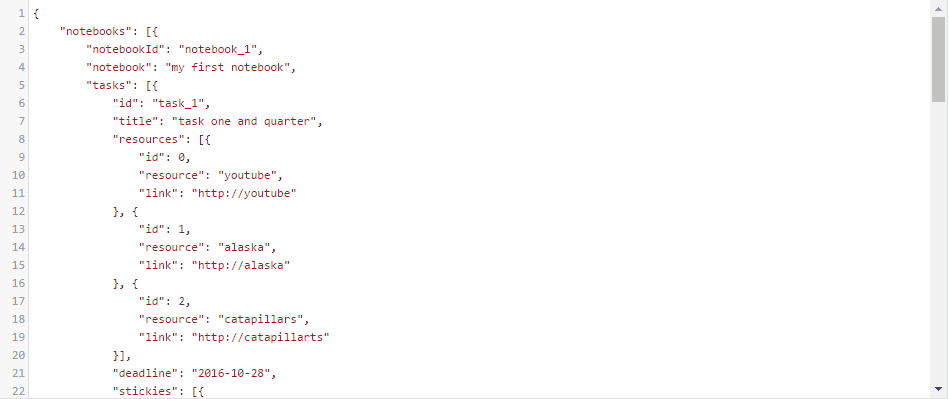 1 {
2     "notebooks": [{
3         "notebookId": "notebook_1",
4         "notebook": "my first notebook",
5         "tasks": [{
6             "id": "task_1",
7             "title": "task one and quarter",
8             "resources": [{
9                 "id": 0,
10                 "resource": "youtube",
11                 "link": "http://youtube"
12             }, {
13                 "id": 1,
14                 "resource": "alaska",
15                 "link": "http://alaska"
16             }, {
17                 "id": 2,
18                 "resource": "catapillars",
19                 "link": "http://catapillarts"
20             }],
21             "deadline": "2016-10-28",
22             "stickies": [{